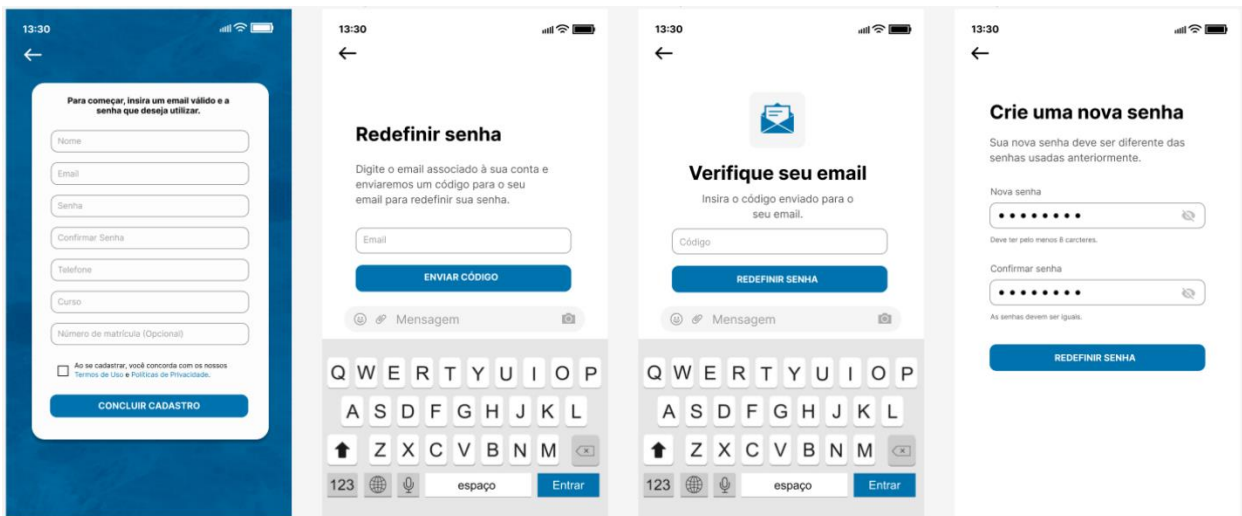 13:30
Para começar, insira um email válido e a
senha que deseja utilizar.
Nome
Email
Senha
Confirmar Senha
Telefone
Curso
Número de matrícula (Opcional)
Ao se cadastrar, você concorda com os nossos
Termos de Uso e Políticas de Privacidade.
CONCLUIR CADASTRO
13:30
Redefinir senha
Digite o email associado à sua conta e
enviaremos um código para o seu
email para redefinir sua senha.
Email
ENVIAR CÓDIGO
Mensagem
Q W E R T Y U I O P
A S D F G H J K L
Z X C V B N M
123 espaço Entrar
13:30
Verifique seu email
Insira o código enviado para o
seu email.
Código
REDEFINIR SENHA
Mensagem
Q W E R T Y U I O P
A S D F G H J K L
Z X C V B N M
123 espaço Entrar
13:30
Crie uma nova senha
Sua nova senha deve ser diferente das
senhas usadas anteriormente.
Nova senha
Deve ter pelo menos 8 carcteres.
Confirmar senha
As senhas devem ser iguais.
REDEFINIR SENHA